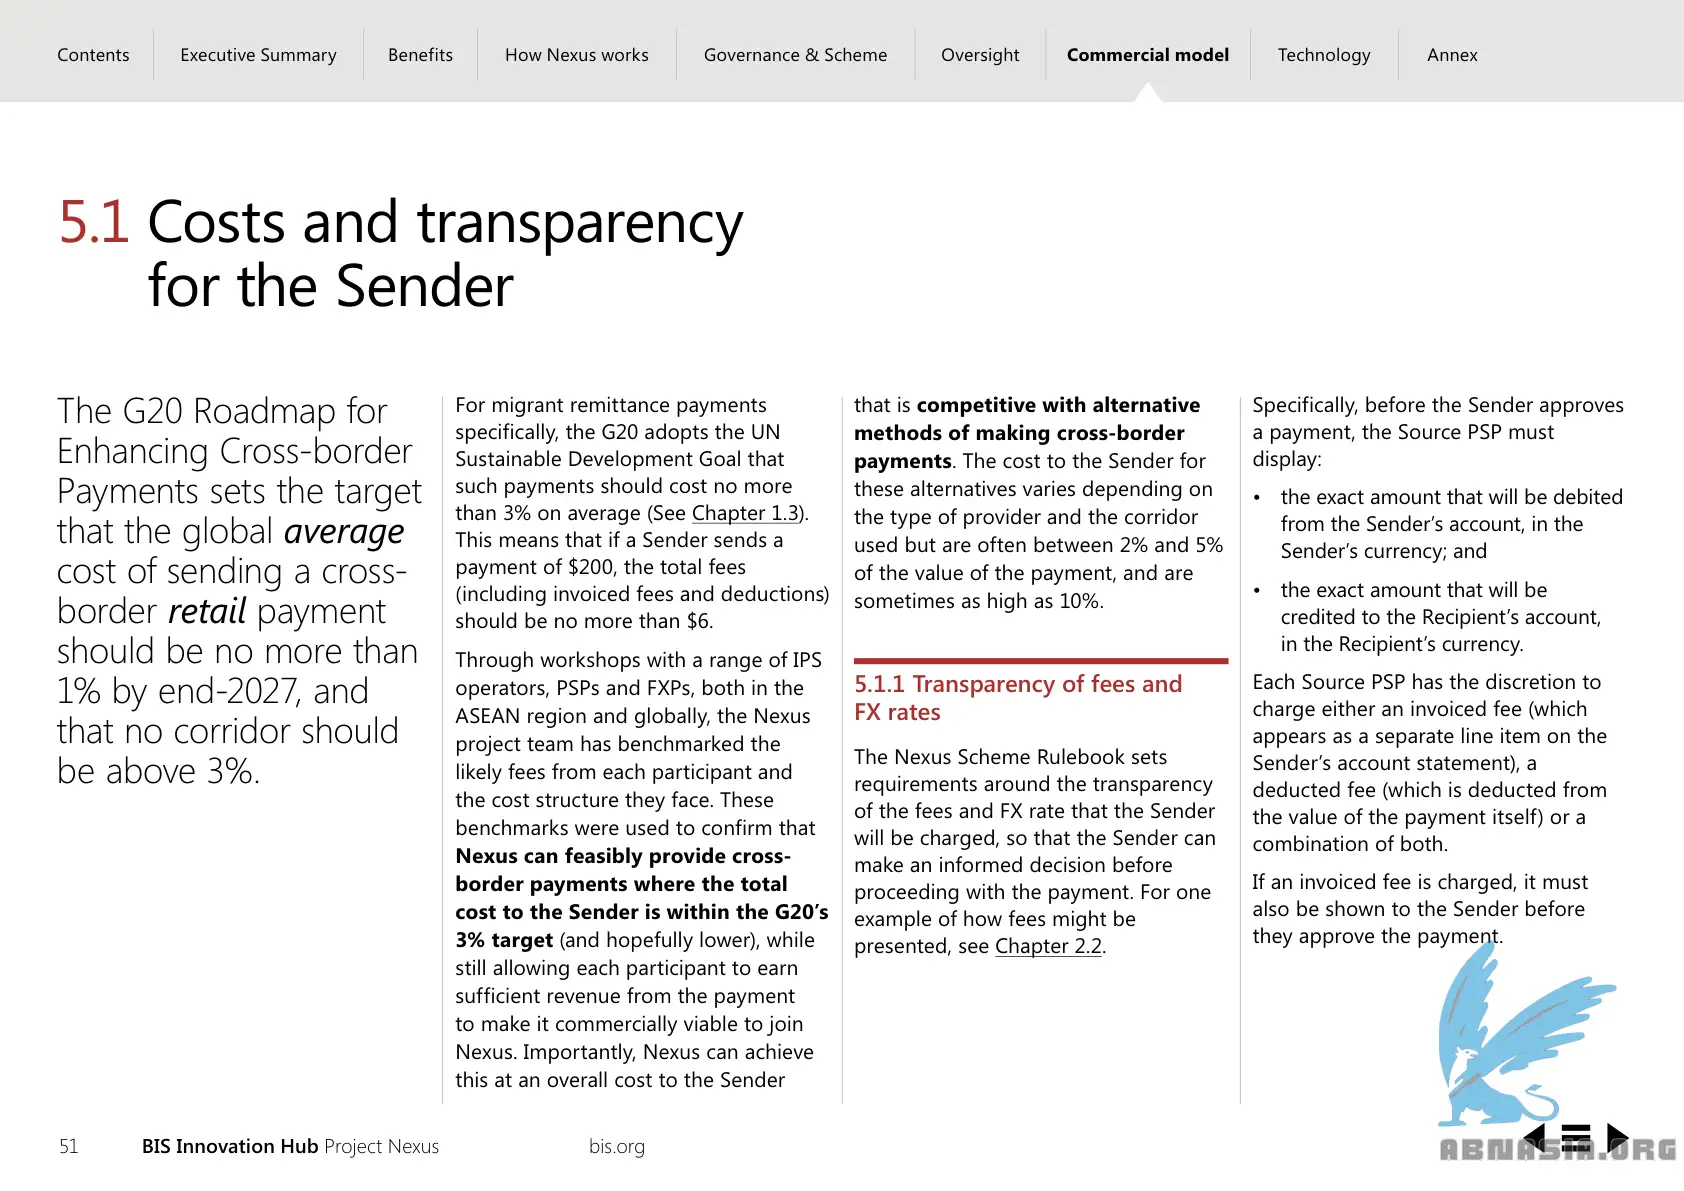 Contents
Executive Summary
Benefits
How Nexus works
Governance & Scheme
Oversight
Commercial model
Technology
Annex
5.1 Costs and transparency
for the Sender
The G20 Roadmap for
Enhancing Cross-border
Payments sets the target
that the global average
cost of sending a cross-
border retail payment
should be no more than
1% by end-2027, and
that no corridor should
be above 3%.
For migrant remittance payments
specifically, the G20 adopts the UN
Sustainable Development Goal that
such payments should cost no more
than 3% on average (See Chapter 1.3).
This means that if a Sender sends a
payment of $200, the total fees
(including invoiced fees and deductions)
should be no more than $6.
Through workshops with a range of IPS
operators, PSPs and FXPs, both in the
ASEAN region and globally, the Nexus
project team has benchmarked the
likely fees from each participant and
the cost structure they face. These
benchmarks were used to confirm that
Nexus can feasibly provide cross-
border payments where the total
cost to the Sender is within the G20's
3% target (and hopefully lower), while
still allowing each participant to earn
sufficient revenue from the payment
to make it commercially viable to join
Nexus. Importantly, Nexus can achieve
this at an overall cost to the Sender
that is competitive with alternative
methods of making cross-border
payments. The cost to the Sender for
these alternatives varies depending on
the type of provider and the corridor
used but are often between 2% and 5%
of the value of the payment, and are
sometimes as high as 10%.
5.1.1 Transparency of fees and
FX rates
The Nexus Scheme Rulebook sets
requirements around the transparency
of the fees and FX rate that the Sender
will be charged, so that the Sender can
make an informed decision before
proceeding with the payment. For one
example of how fees might be
presented, see Chapter 2.2.
Specifically, before the Sender approves
a payment, the Source PSP must
display:
• the exact amount that will be debited
from the Sender's account, in the
Sender's currency; and
• the exact amount that will be
credited to the Recipient's account,
in the Recipient's currency.
Each Source PSP has the discretion to
charge either an invoiced fee (which
appears as a separate line item on the
Sender's account statement), a
deducted fee (which is deducted from
the value of the payment itself) or a
combination of both.
If an invoiced fee is charged, it must
also be shown to the Sender before
they approve the payment.
51
BIS Innovation Hub Project Nexus
bis.org
ABNASIA.ORG